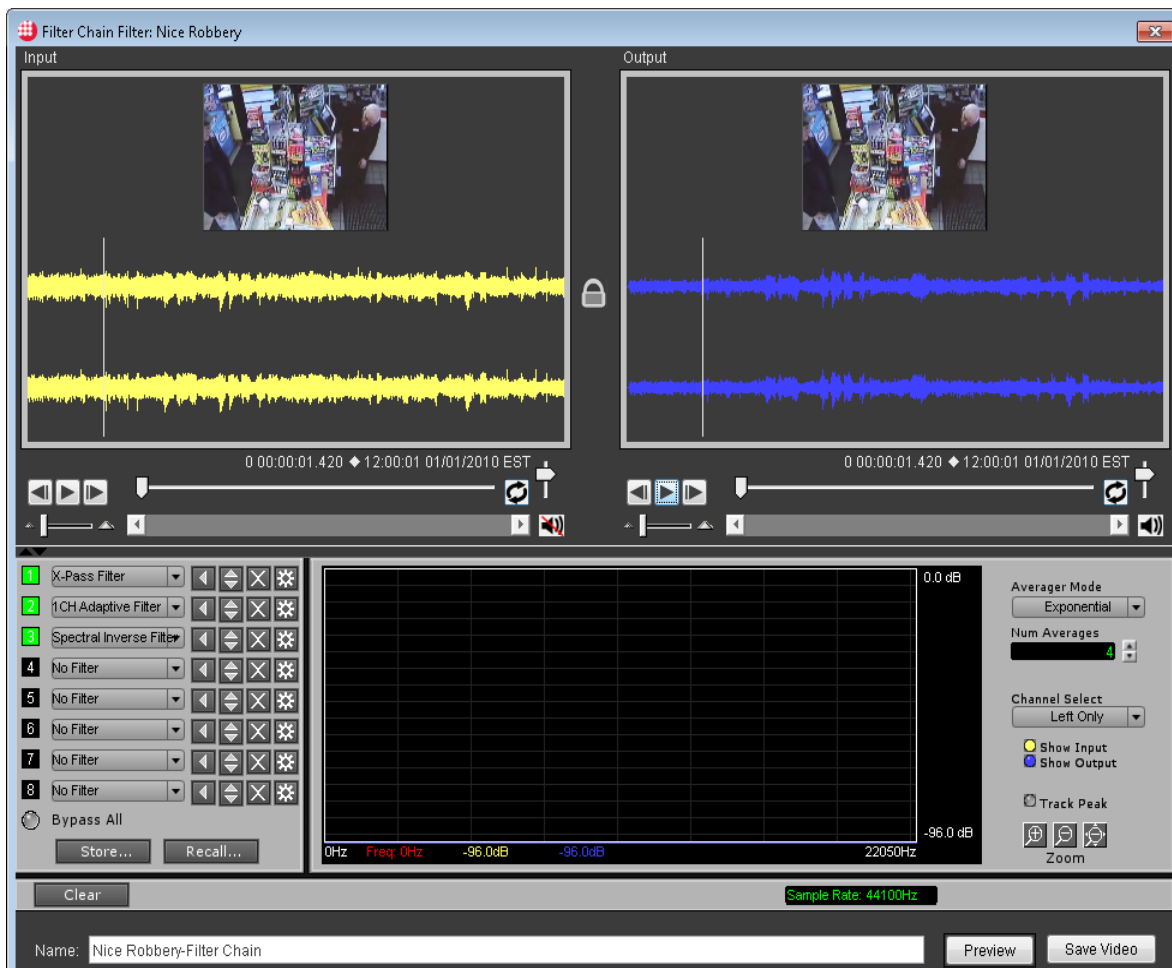 Filter Chain Filter: Nice Robbery
Input
Output
0 00:00:01.420 ◆ 12:00:01 01/01/2010 EST
0 00:00:01.420 ◆ 12:00:01 01/01/2010 EST
1 X-Pass Filter
2 1CH Adaptive Filter
3 Spectral Inverse Filter
4 No Filter
5 No Filter
6 No Filter
7 No Filter
8 No Filter
Bypass All
Store...
Recall...
0.0 dB
-96.0 dB
0Hz
Freq: 0Hz
-96.0dB
-96.0dB
22050Hz
Averager Mode
Exponential
Num Averages
4
Channel Select
Left Only
Show Input
Show Output
Track Peak
Zoom
Clear
Sample Rate: 44100Hz
Name: Nice Robbery-Filter Chain
Preview
Save Video